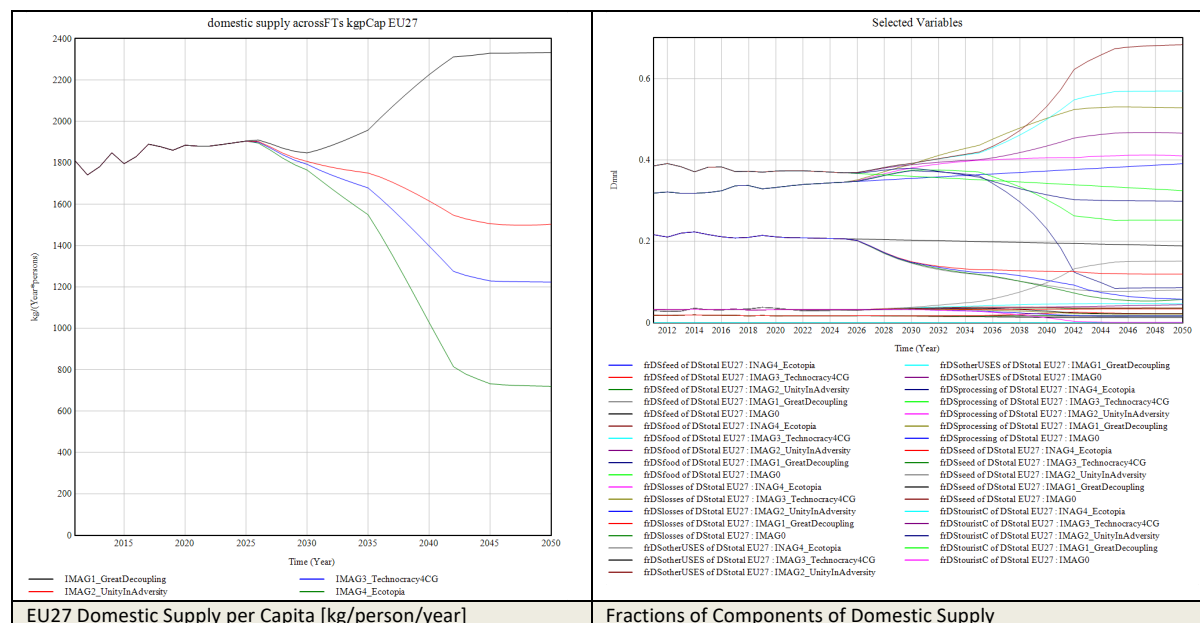 domestic supply acrossFTs kgpCap EU27
2400
2200
2000
1800
1600
1400
1200
1000
800
600
400
200
0
kg/(Year*persons)
2015 2020 2025 2030 2035 2040 2045 2050
Time (Year)
IMAG1_GreatDecoupling IMAG3_Technocracy4CG
IMAG2_UnityInAdversity IMAG4_Ecotopia
EU27 Domestic Supply per Capita [kg/person/year]
Selected Variables
0.6
0.4
0.2
0
Dmnl
2012 2014 2016 2018 2020 2022 2024 2026 2028 2030 2032 2034 2036 2038 2040 2042 2044 2046 2048 2050
Time (Year)
frDSfeed of DStotal EU27 : INAG4_Ecotopia
frDSfeed of DStotal EU27 : IMAG3_Technocracy4CG
frDSfeed of DStotal EU27 : IMAG2_UnityInAdversity
frDSfeed of DStotal EU27 : IMAG1_GreatDecoupling
frDSfeed of DStotal EU27 : IMAG0
frDSfood of DStotal EU27 : INAG4_Ecotopia
frDSfood of DStotal EU27 : IMAG3_Technocracy4CG
frDSfood of DStotal EU27 : IMAG2_UnityInAdversity
frDSfood of DStotal EU27 : IMAG1_GreatDecoupling
frDSfood of DStotal EU27 : IMAG0
frDSlosses of DStotal EU27 : INAG4_Ecotopia
frDSlosses of DStotal EU27 : IMAG3_Technocracy4CG
frDSlosses of DStotal EU27 : IMAG2_UnityInAdversity
frDSlosses of DStotal EU27 : IMAG1_GreatDecoupling
frDSlosses of DStotal EU27 : IMAG0
frDSotherUSES of DStotal EU27 : INAG4_Ecotopia
frDSotherUSES of DStotal EU27 : IMAG3_Technocracy4CG
frDSotherUSES of DStotal EU27 : IMAG2_UnityInAdversity
frDSotherUSES of DStotal EU27 : IMAG1_GreatDecoupling
frDSotherUSES of DStotal EU27 : IMAG0
frDSprocessing of DStotal EU27 : INAG4_Ecotopia
frDSprocessing of DStotal EU27 : IMAG3_Technocracy4CG
frDSprocessing of DStotal EU27 : IMAG2_UnityInAdversity
frDSprocessing of DStotal EU27 : IMAG1_GreatDecoupling
frDSprocessing of DStotal EU27 : IMAG0
frDSseed of DStotal EU27 : INAG4_Ecotopia
frDSseed of DStotal EU27 : IMAG3_Technocracy4CG
frDSseed of DStotal EU27 : IMAG2_UnityInAdversity
frDSseed of DStotal EU27 : IMAG1_GreatDecoupling
frDSseed of DStotal EU27 : IMAG0
frDStouristC of DStotal EU27 : INAG4_Ecotopia
frDStouristC of DStotal EU27 : IMAG3_Technocracy4CG
frDStouristC of DStotal EU27 : IMAG2_UnityInAdversity
frDStouristC of DStotal EU27 : IMAG1_GreatDecoupling
frDStouristC of DStotal EU27 : IMAG0
Fractions of Components of Domestic Supply